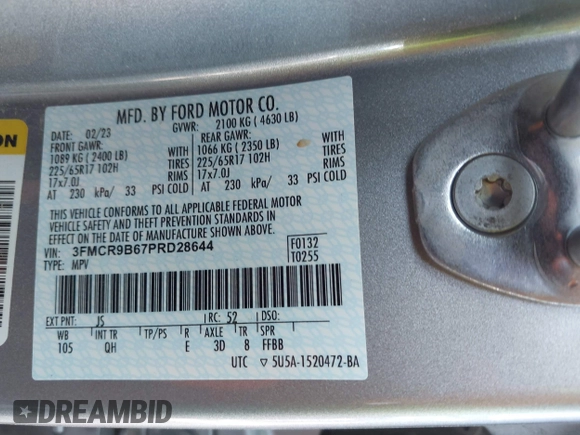 MFD. BY FORD MOTOR CO.
DATE: 02/23 GVWR: 2100 KG ( 4630 LB)
FRONT GAWR: REAR GAWR:
1089 KG ( 2400 LB) WITH 1066 KG ( 2350 LB) WITH
225/65R17 102H TIRES 225/65R17 102H TIRES
17x7.0J RIMS 17x7.0J RIMS
AT 230 kPa/ 33 PSI COLD AT 230 kPa/ 33 PSI COLD
THIS VEHICLE CONFORMS TO ALL APPLICABLE FEDERAL MOTOR
VEHICLE SAFETY AND THEFT PREVENTION STANDARDS IN
EFFECT ON THE DATE OF MANUFACTURE SHOWN ABOVE.
VIN: 3FMCR9B67PRD28644 F0132
TYPE: MPV T0255
EXT PNT: JS RC: 52 DSO:
WB INT TR TP/PS R AXLE TR SPR
105 QH E 3D 8 FFBB
UTC ▽ 5U5A-1520472-BA
ON
DREAMBID